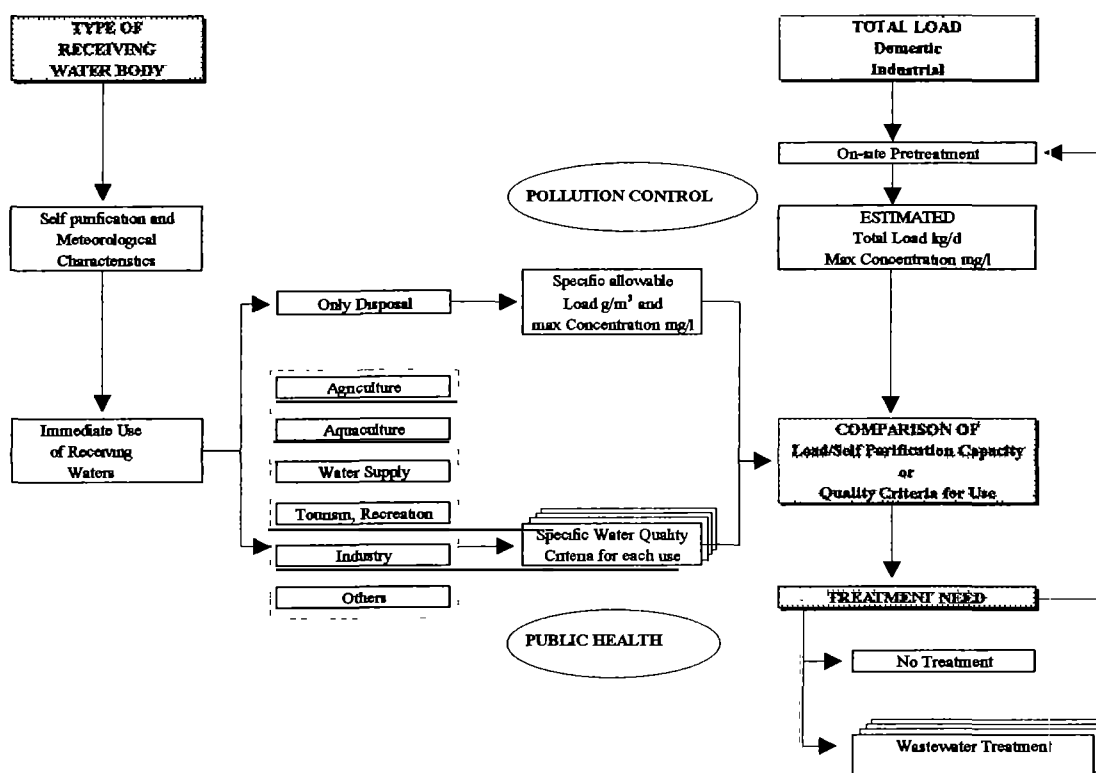 TYPE OF
RECEIVING
WATER BODY
Self purification and
Meteorological
Characteristics
Immediate Use
of Receiving
Waters
Only Disposal
Agriculture
Aquaculture
Water Supply
Tourism, Recreation
Industry
Others
POLLUTION CONTROL
Specific allowable
Load g/m³ and
max Concentration mg/l
Specific Water Quality
Criteria for each use
PUBLIC HEALTH
TOTAL LOAD
Domestic
Industrial
On-site Pretreatment
ESTIMATED
Total Load kg/d
Max Concentration mg/l
COMPARISON OF
Load/Self Purification Capacity
or
Quality Criteria for Use
TREATMENT NEED
No Treatment
Wastewater Treatment